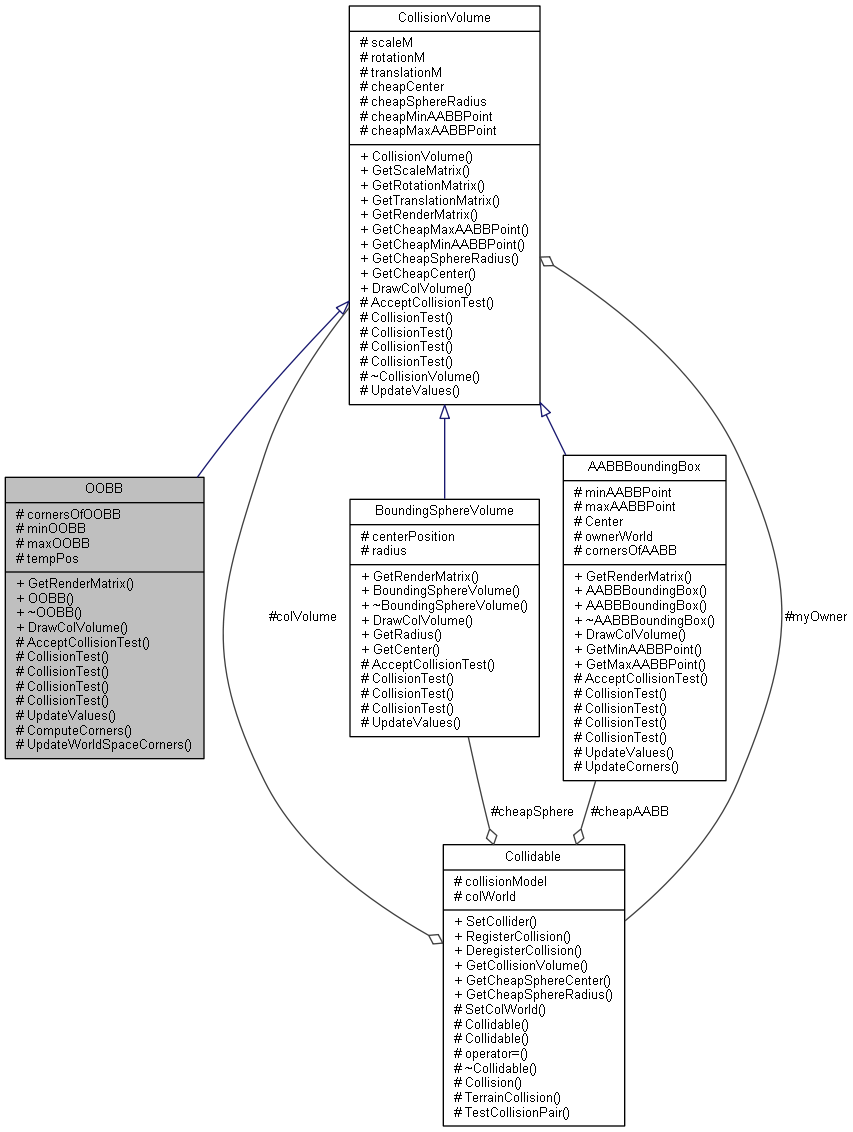 CollisionVolume
# scaleM
# rotationM
# translationM
# cheapCenter
# cheapSphereRadius
# cheapMinAABBPoint
# cheapMaxAABBPoint
+ CollisionVolume()
+ GetScaleMatrix()
+ GetRotationMatrix()
+ GetTranslationMatrix()
+ GetRenderMatrix()
+ GetCheapMaxAABBPoint()
+ GetCheapMinAABBPoint()
+ GetCheapSphereRadius()
+ GetCheapCenter()
+ DrawColVolume()
# AcceptCollisionTest()
# CollisionTest()
# CollisionTest()
# CollisionTest()
# CollisionTest()
# ~CollisionVolume()
# UpdateValues()
OOBB
# cornersOfOOBB
# minOOBB
# maxOOBB
# tempPos
+ GetRenderMatrix()
+ OOBB()
+ ~OOBB()
+ DrawColVolume()
# AcceptCollisionTest()
# CollisionTest()
# CollisionTest()
# CollisionTest()
# CollisionTest()
# UpdateValues()
# ComputeCorners()
# UpdateWorldSpaceCorners()
#colVolume
BoundingSphereVolume
# centerPosition
# radius
+ GetRenderMatrix()
+ BoundingSphereVolume()
+ ~BoundingSphereVolume()
+ DrawColVolume()
+ GetRadius()
+ GetCenter()
# AcceptCollisionTest()
# CollisionTest()
# CollisionTest()
# CollisionTest()
# UpdateValues()
AABBBoundingBox
# minAABBPoint
# maxAABBPoint
# Center
# ownerWorld
# cornersOfAABB
+ GetRenderMatrix()
+ AABBBoundingBox()
+ AABBBoundingBox()
+ ~AABBBoundingBox()
+ DrawColVolume()
+ GetMinAABBPoint()
+ GetMaxAABBPoint()
# AcceptCollisionTest()
# CollisionTest()
# CollisionTest()
# CollisionTest()
# CollisionTest()
# UpdateValues()
# UpdateCorners()
#myOwner
#cheapSphere
#cheapAABB
Collidable
# collisionModel
# colWorld
+ SetCollider()
+ RegisterCollision()
+ DeregisterCollision()
+ GetCollisionVolume()
+ GetCheapSphereCenter()
+ GetCheapSphereRadius()
# SetColWorld()
# Collidable()
# Collidable()
# operator=()
# ~Collidable()
# Collision()
# TerrainCollision()
# TestCollisionPair()